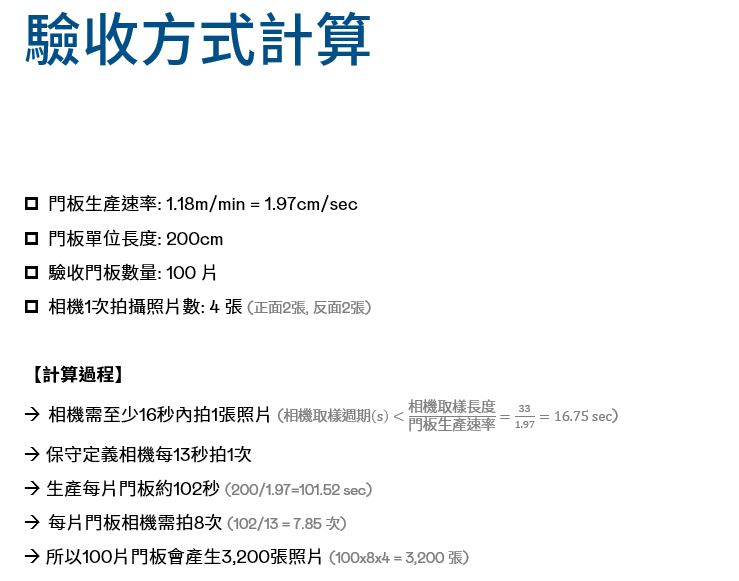 驗收方式計算
門板生產速率: 1.18m/min = 1.97cm/sec
門板單位長度: 200cm
驗收門板數量: 100 片
相機1次拍攝照片數: 4 張 (正面2張, 反面2張)
【計算過程】
→ 相機需至少16秒內拍1張照片 (相機取樣週期(s) < 相機取樣長度/門板生產速率 = 33/1.97 = 16.75 sec)
→ 保守定義相機每13秒拍1次
→ 生產每片門板約102秒 (200/1.97=101.52 sec)
→ 每片門板相機需拍8次 (102/13 = 7.85 次)
→ 所以100片門板會產生3,200張照片 (100x8x4 = 3,200 張)